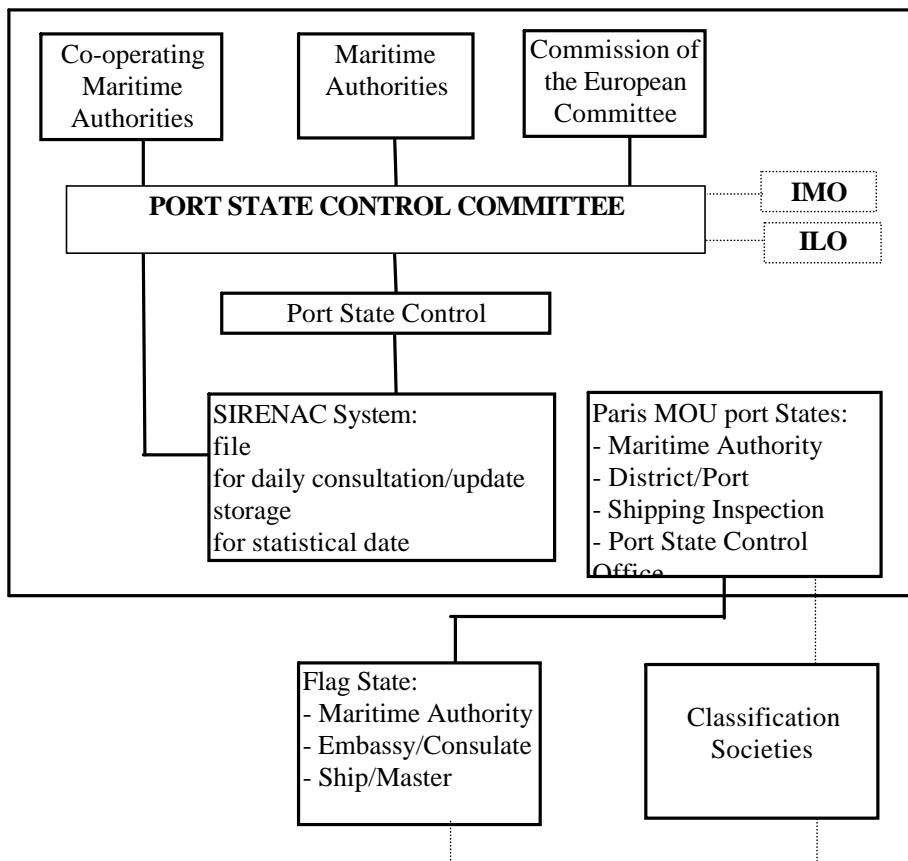 Co-operating
Maritime
Authorities
Maritime
Authorities
Commission of
the European
Committee
PORT STATE CONTROL COMMITTEE
IMO
ILO
Port State Control
SIRENAC System:
file
for daily consultation/update
storage
for statistical date
Paris MOU port States:
- Maritime Authority
- District/Port
- Shipping Inspection
- Port State Control
Office
Flag State:
- Maritime Authority
- Embassy/Consulate
- Ship/Master
Classification
Societies